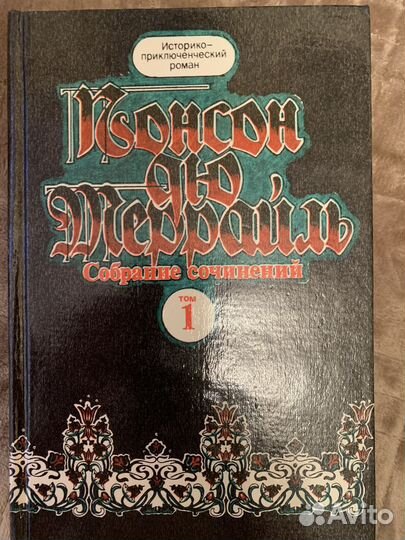 Историко-
приключенческий
роман
Понсон
дю
Террайль
Собрание сочинений
том
1
Avito